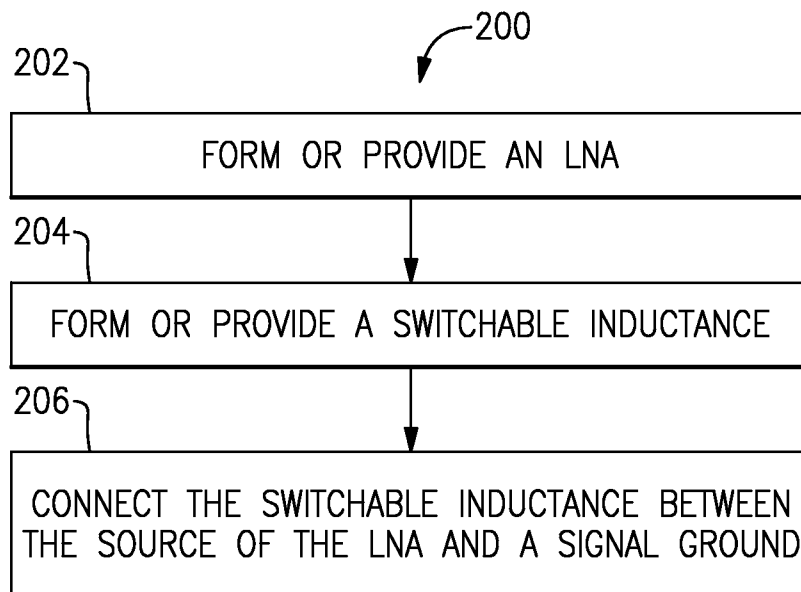 200
202
FORM OR PROVIDE AN LNA
204
FORM OR PROVIDE A SWITCHABLE INDUCTANCE
206
CONNECT THE SWITCHABLE INDUCTANCE BETWEEN
THE SOURCE OF THE LNA AND A SIGNAL GROUND